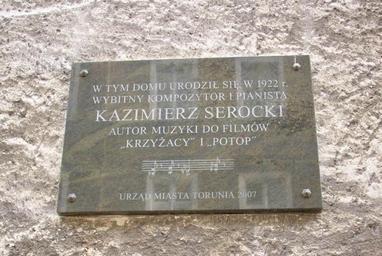 W TYM DOMU URODZIŁ SIĘ W 1922 r.
WYBITNY KOMPOZYTOR I PIANISTA
KAZIMIERZ SEROCKI
AUTOR MUZYKI DO FILMÓW
„KRZYŻACY" I „POTOP"
URZĄD MIASTA TORUNIA 2007